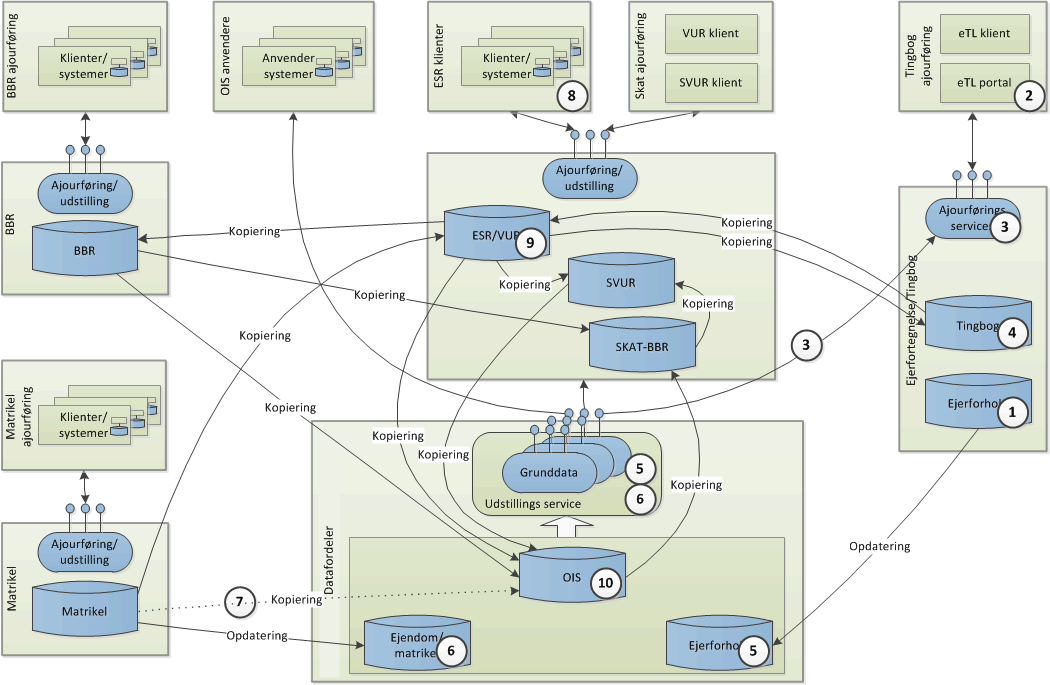 BBR ajourføring
Klienter/
systemer
OIS anvendere
Anvender
systemer
ESR klienter
Klienter/
systemer
8
Skat ajourføring
VUR klient
SVUR klient
Tingbog
ajourføring
eTL klient
eTL portal
2
BBR
Ajourføring/
udstilling
BBR
Ajourføring/
udstilling
ESR/VUR
9
SVUR
SKAT-BBR
Ejerfortegnelse/Tingbog
Ajourførings
service
3
Tingbog
4
Ejerforhol
1
Kopiering
Kopiering
Kopiering
Kopiering
Kopiering
Kopiering
Kopiering
3
Kopiering
Kopiering
Kopiering
Kopiering
Matrikel
ajourføring
Klienter/
systemer
Matrikel
Ajourføring/
udstilling
Matrikel
Datafordeler
Grunddata
5
6
Udstillings service
OIS
10
7
Kopiering
Opdatering
Opdatering
Ejendom/
matrike
6
Ejerforho
5